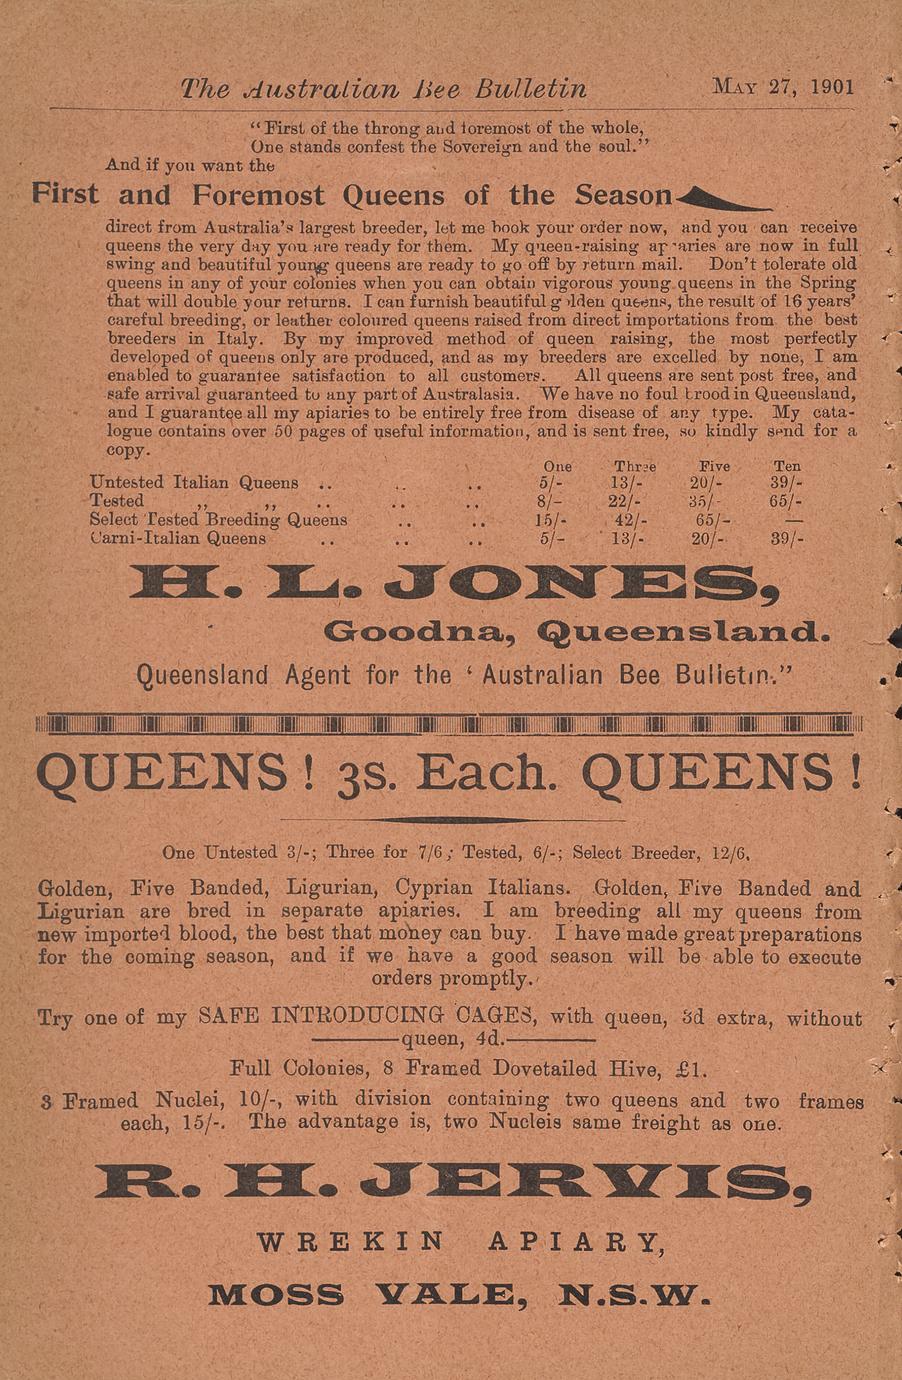 The Australian Bee Bulletin MAY 27, 1901
"First of the throng and foremost of the whole,
One stands confest the Sovereign and the soul."
And if you want the
First and Foremost Queens of the Season
direct from Australia's largest breeder, let me book your order now, and you can receive
queens the very day you are ready for them. My queen-raising apiaries are now in full
swing and beautiful young queens are ready to go off by return mail. Don't tolerate old
queens in any of your colonies when you can obtain vigorous young queens in the Spring
that will double your returns. I can furnish beautiful golden queens, the result of 16 years'
careful breeding, or leather coloured queens raised from direct importations from the best
breeders in Italy. By my improved method of queen raising, the most perfectly
developed of queens only are produced, and as my breeders are excelled by none, I am
enabled to guarantee satisfaction to all customers. All queens are sent post free, and
safe arrival guaranteed to any part of Australasia. We have no foul brood in Queensland,
and I guarantee all my apiaries to be entirely free from disease of any type. My cata-
logue contains over 50 pages of useful information, and is sent free, so kindly send for a
copy.
One Three Five Ten
Untested Italian Queens .. .. .. 5/- 13/- 20/- 39/-
Tested ,, ,, .. .. .. 8/- 22/- 35/- 65/-
Select Tested Breeding Queens .. .. 15/- 42/- 65/- —
Carni-Italian Queens .. .. .. 5/- 13/- 20/- 39/-
H. L. JONES,
Goodna, Queensland.
Queensland Agent for the ' Australian Bee Bulletin."
QUEENS ! 3s. Each. QUEENS !
One Untested 3/-; Three for 7/6; Tested, 6/-; Select Breeder, 12/6.
Golden, Five Banded, Ligurian, Cyprian Italians. Golden, Five Banded and
Ligurian are bred in separate apiaries. I am breeding all my queens from
new imported blood, the best that money can buy. I have made great preparations
for the coming season, and if we have a good season will be able to execute
orders promptly.
Try one of my SAFE INTRODUCING CAGES, with queen, 3d extra, without
queen, 4d.
Full Colonies, 8 Framed Dovetailed Hive, £1.
3 Framed Nuclei, 10/-, with division containing two queens and two frames
each, 15/-. The advantage is, two Nucleis same freight as one.
R. H. JERVIS,
WREKIN APIARY,
MOSS VALE, N.S.W.